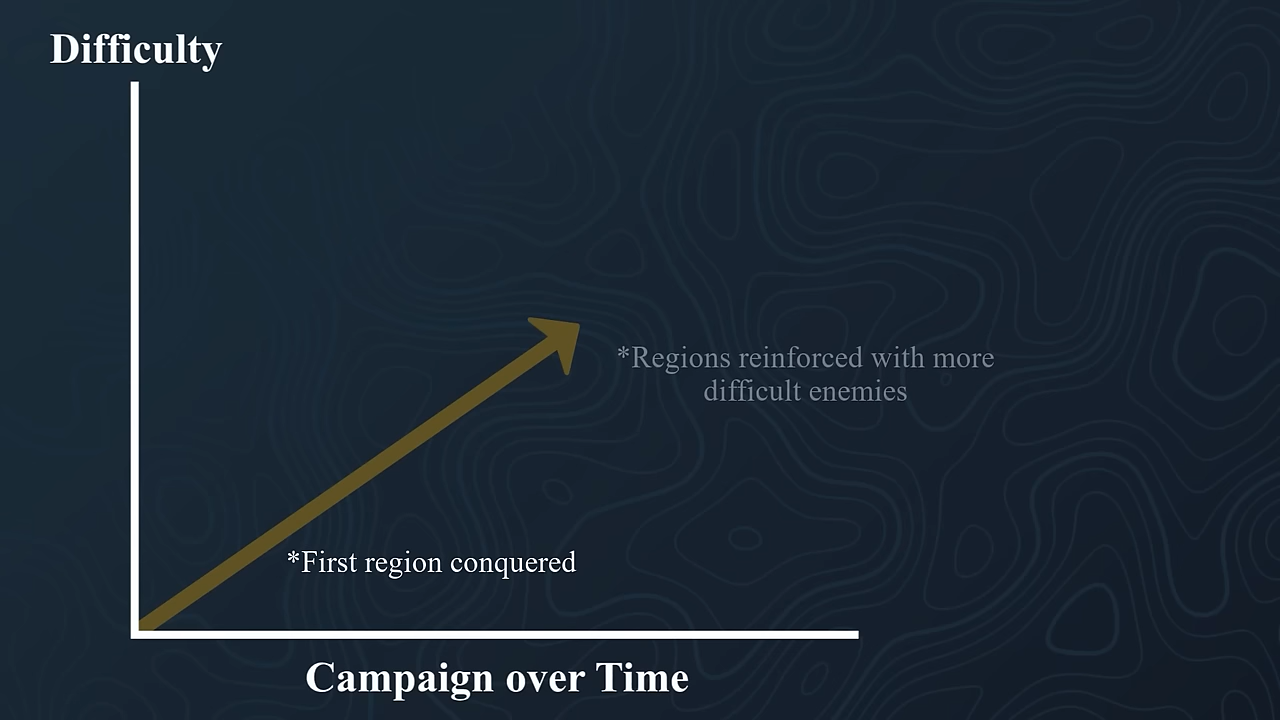 Difficulty
*Regions reinforced with more
difficult enemies
*First region conquered
Campaign over Time